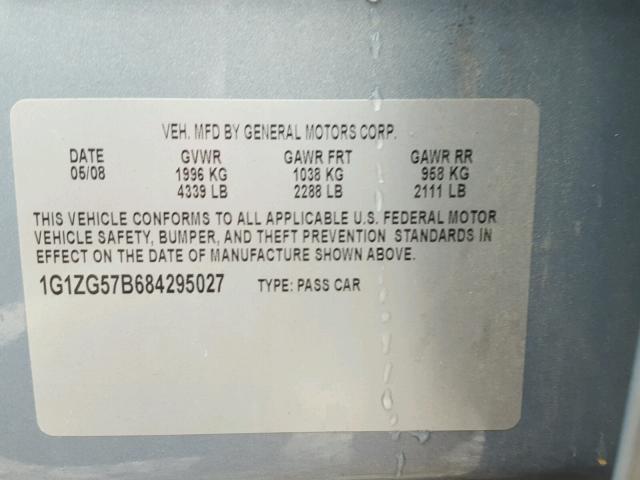 VEH. MFD BY GENERAL MOTORS CORP.
DATE GVWR GAWR FRT GAWR RR
05/08 1996 KG 1038 KG 958 KG
4339 LB 2288 LB 2111 LB
THIS VEHICLE CONFORMS TO ALL APPLICABLE U.S. FEDERAL MOTOR
VEHICLE SAFETY, BUMPER, AND THEFT PREVENTION STANDARDS IN
EFFECT ON THE DATE OF MANUFACTURE SHOWN ABOVE.
1G1ZG57B684295027 TYPE: PASS CAR